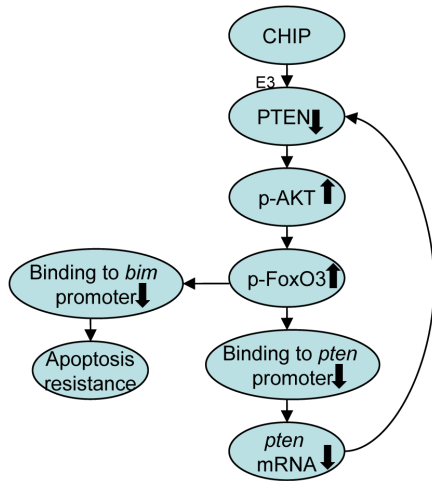 CHIP
E3
PTEN
p-AKT
p-FoxO3
Binding to bim
promoter
Apoptosis
resistance
Binding to pten
promoter
pten
mRNA